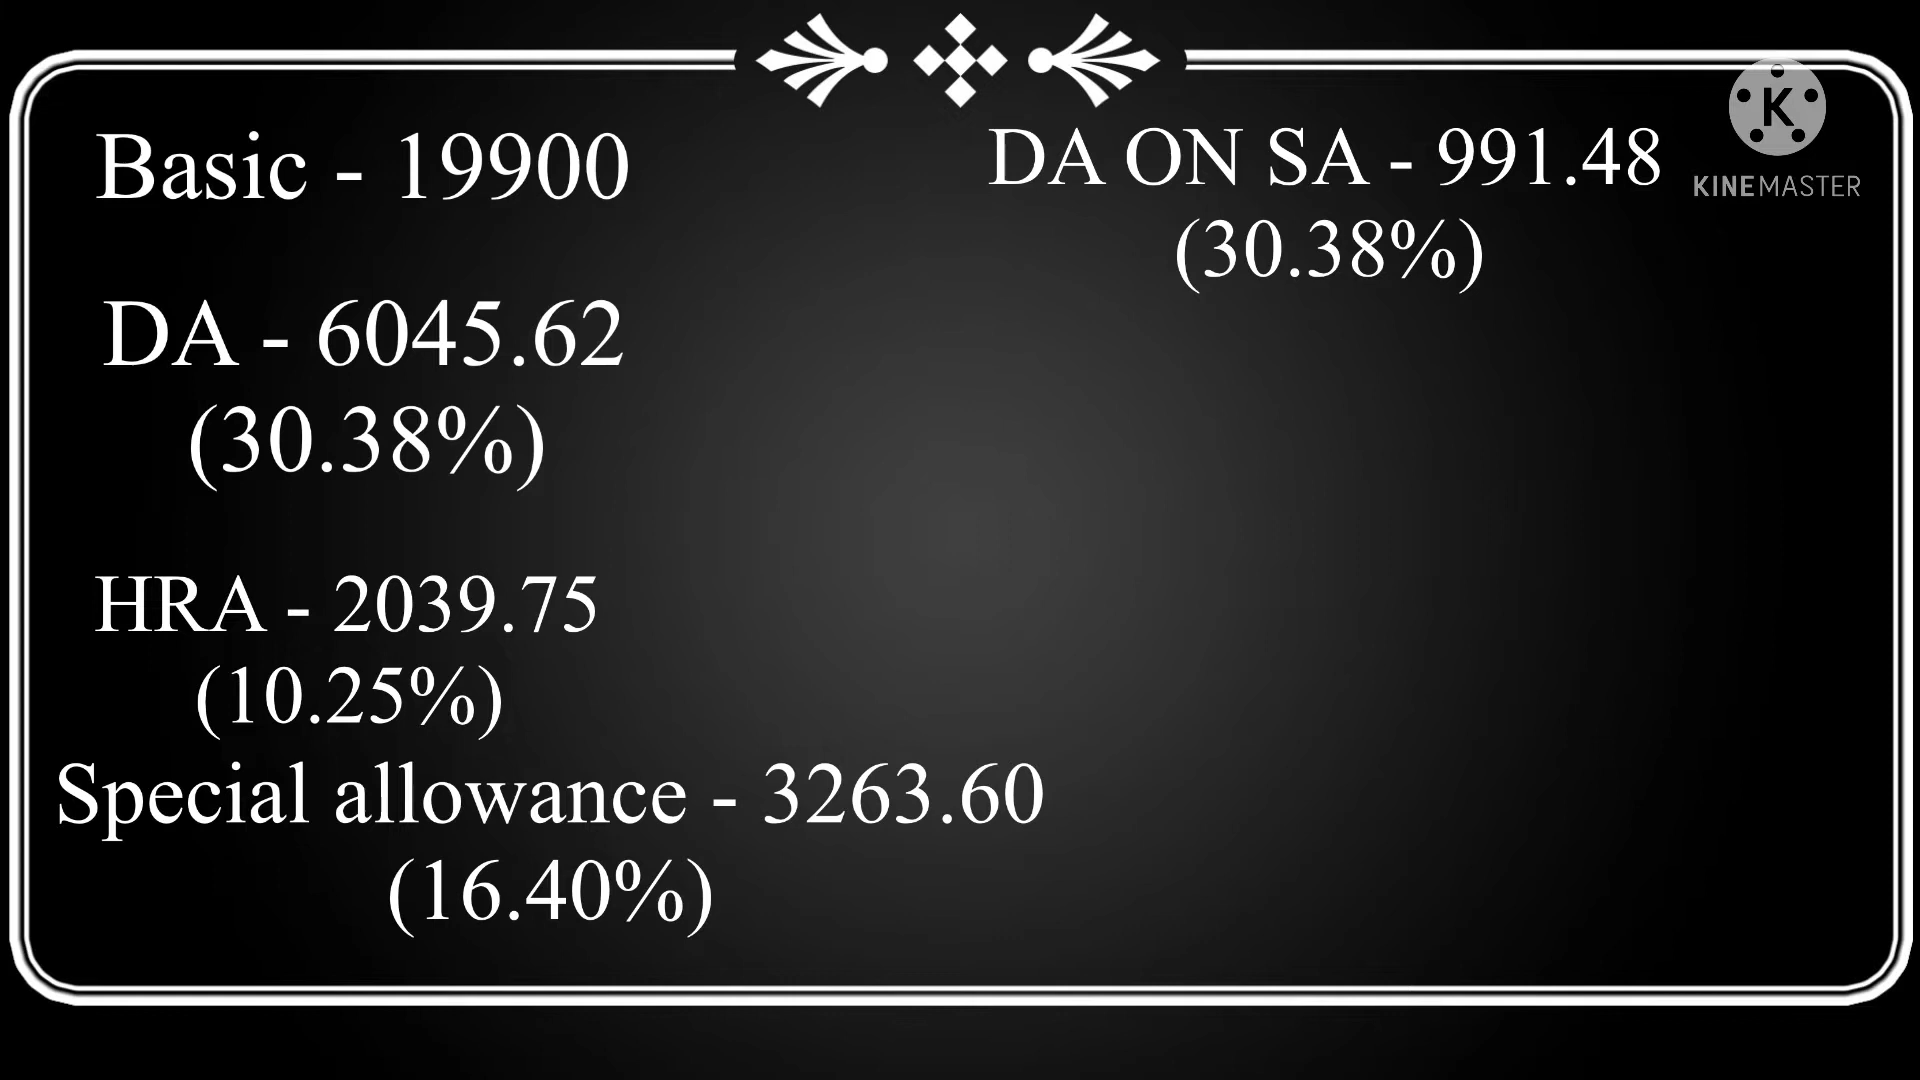 Basic - 19900
DA - 6045.62
(30.38%)
HRA - 2039.75
(10.25%)
Special allowance - 3263.60
(16.40%)
DA ON SA - 991.48
(30.38%)
K
KINEMASTER